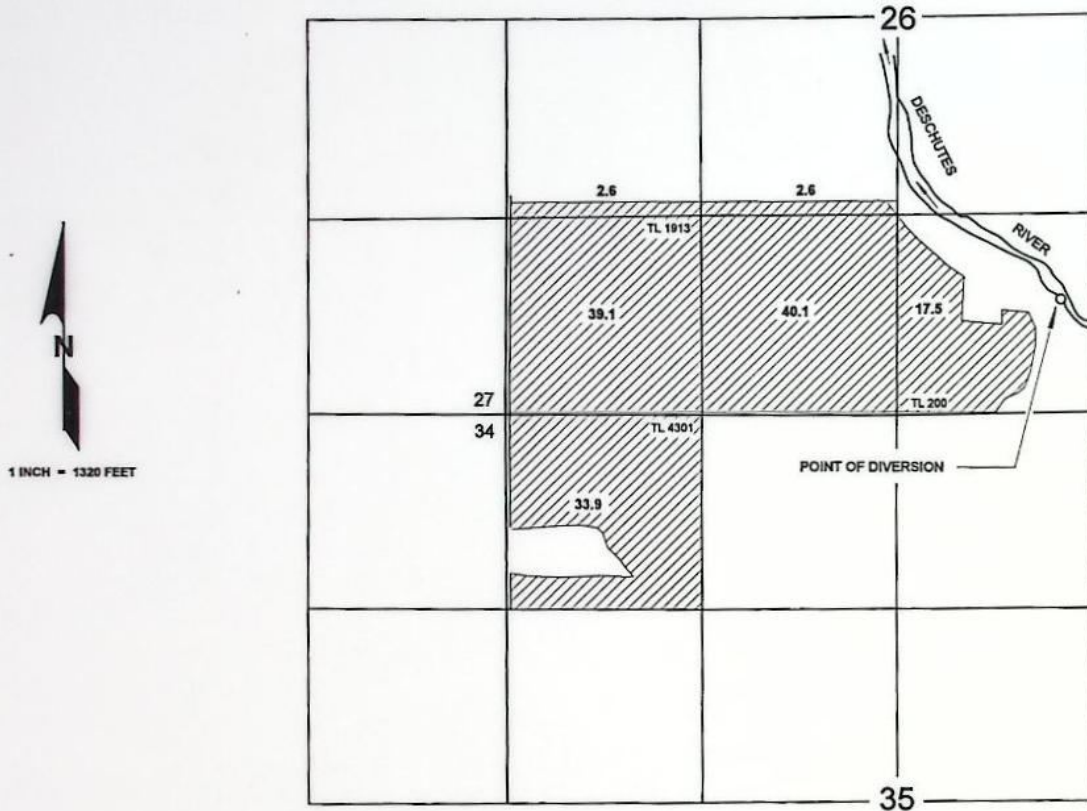 26
DESCHUTES
RIVER
2.6
2.6
TL 1913
39.1
40.1
17.5
N
27
34
TL 4301
TL 200
1 INCH = 1320 FEET
POINT OF DIVERSION
33.9
35